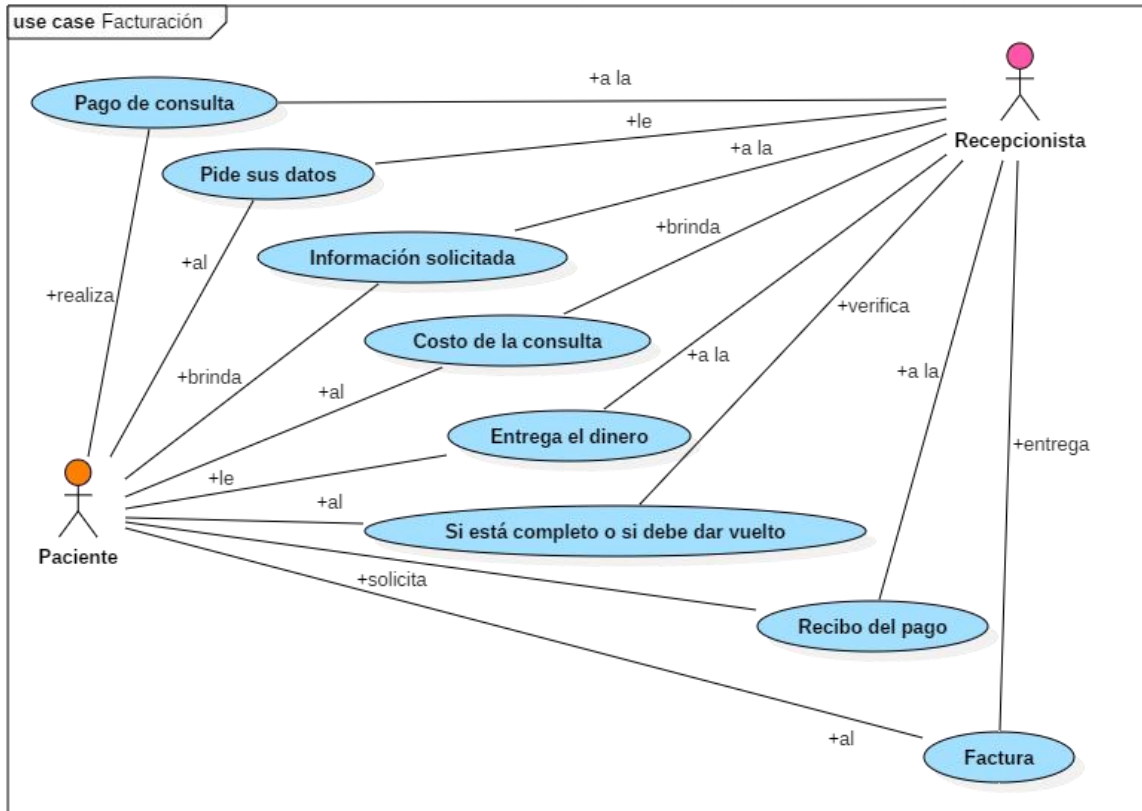 use case Facturación
+a la
Pago de consulta
+le
Recepcionista
+a la
Pide sus datos
+brinda
Información solicitada
+al
+realiza
+verifica
Costo de la consulta
+a la
+a la
+brinda
+al
Entrega el dinero
+entrega
+le
+al
Si está completo o si debe dar vuelto
Paciente
+solicita
Recibo del pago
+al
Factura